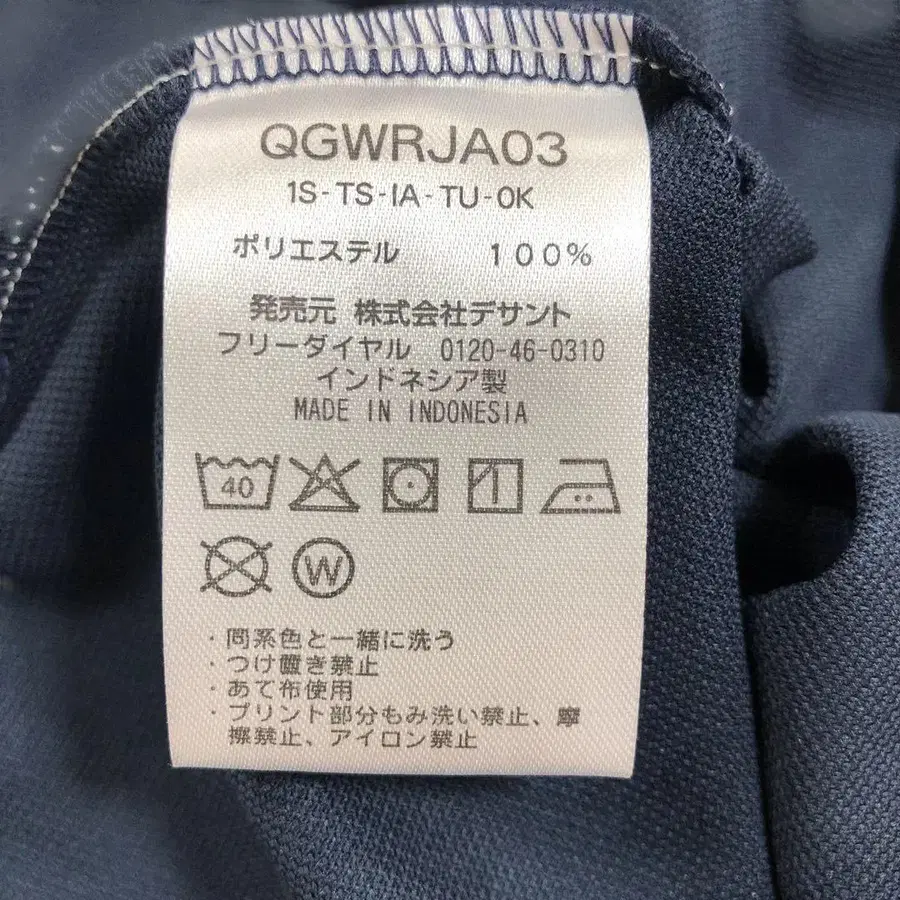 QGWRJA03
1S-TS-IA-TU-0K
ポリエステル 100%
発売元 株式会社デサント
フリーダイヤル 0120-46-0310
インドネシア製
MADE IN INDONESIA
40
W
・同系色と一緒に洗う
・つけ置き禁止
・あて布使用
・プリント部分もみ洗い禁止、摩
擦禁止、アイロン禁止